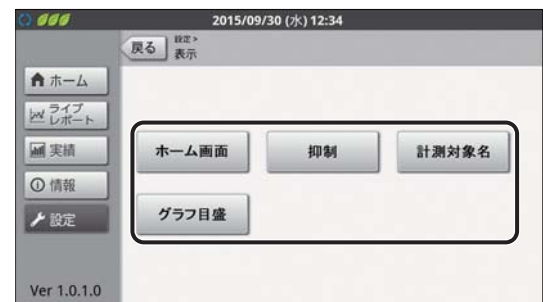 2015/09/30 (水) 12:34
戻る
設定>
表示
ホーム
ライブ
レポート
実績
情報
設定
ホーム画面
抑制
計測対象名
グラフ目盛
Ver 1.0.1.0